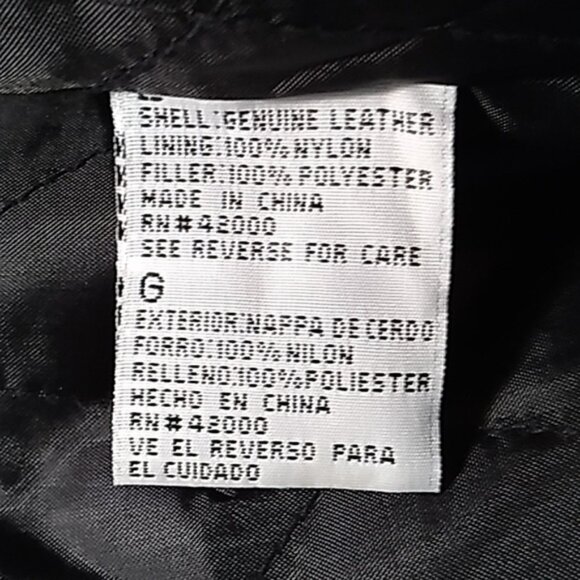 SHELL:GENUINE LEATHER
LINING:100% NYLON
FILLER:100% POLYESTER
MADE IN CHINA
RN#42000
SEE REVERSE FOR CARE
G
EXTERIOR:NAPPA DE CERDO
FORRO:100% NILON
RELLENO:100% POLIESTER
HECHO EN CHINA
RN#42000
VE EL REVERSO PARA
EL CUIDADO